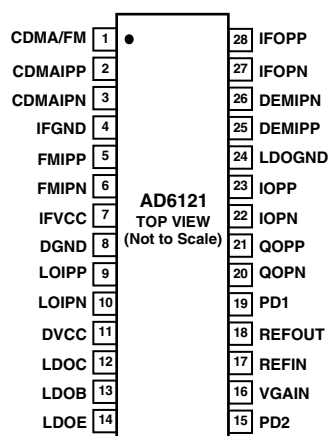 CDMA/FM 1
CDMAIPP 2
CDMAIPN 3
IFGND 4
FMIPP 5
FMIPN 6
IFVCC 7
DGND 8
LOIPP 9
LOIPN 10
DVCC 11
LDOC 12
LDOB 13
LDOE 14
AD6121
TOP VIEW
(Not to Scale)
28 IFOPP
27 IFOPN
26 DEMIPN
25 DEMIPP
24 LDOGND
23 IOPP
22 IOPN
21 QOPP
20 QOPN
19 PD1
18 REFOUT
17 REFIN
16 VGAIN
15 PD2